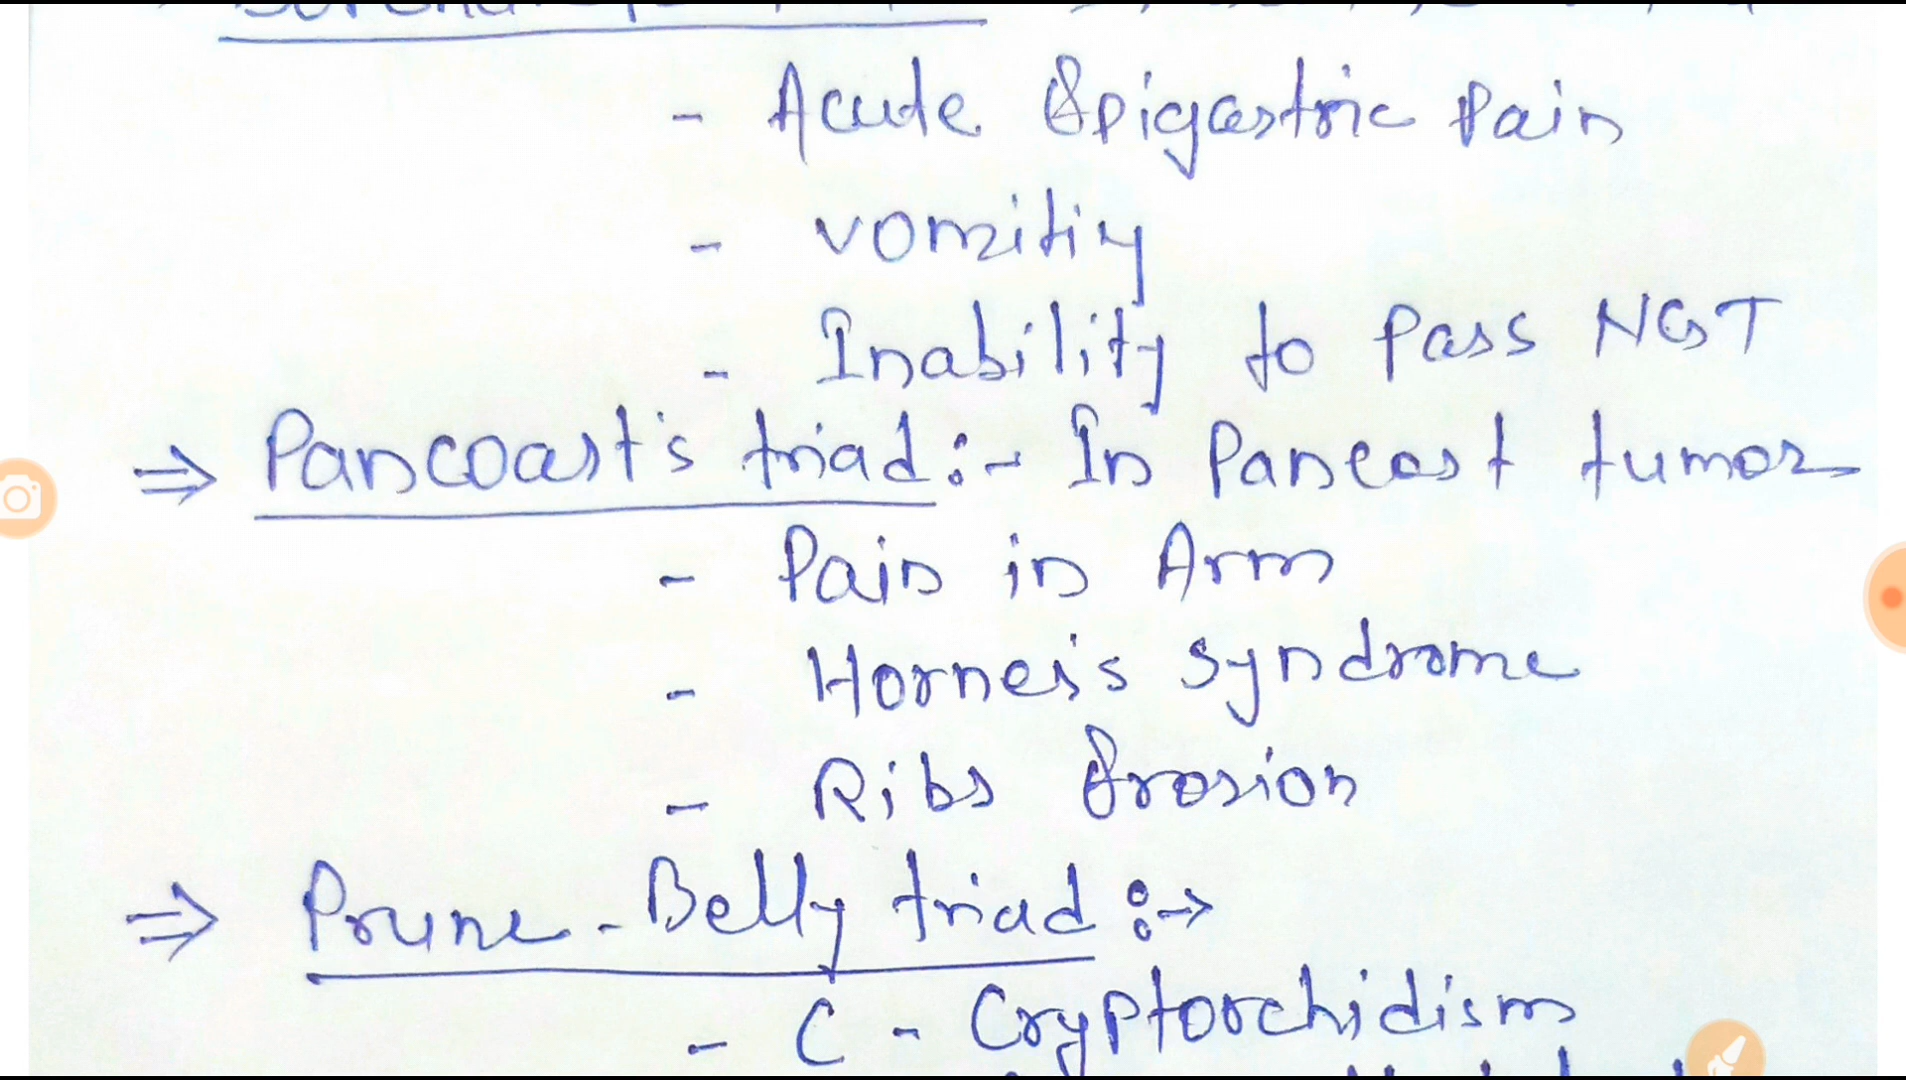 - Acute Epigastric Pain
- vomiting
- Inability to pass NGT
⇒ Pancoast's triad :- In Pancost tumor
- Pain in Arm
- Horner's syndrome
- Ribs Erosion
⇒ Prune-Belly triad :→
- C - Cryptorchidism